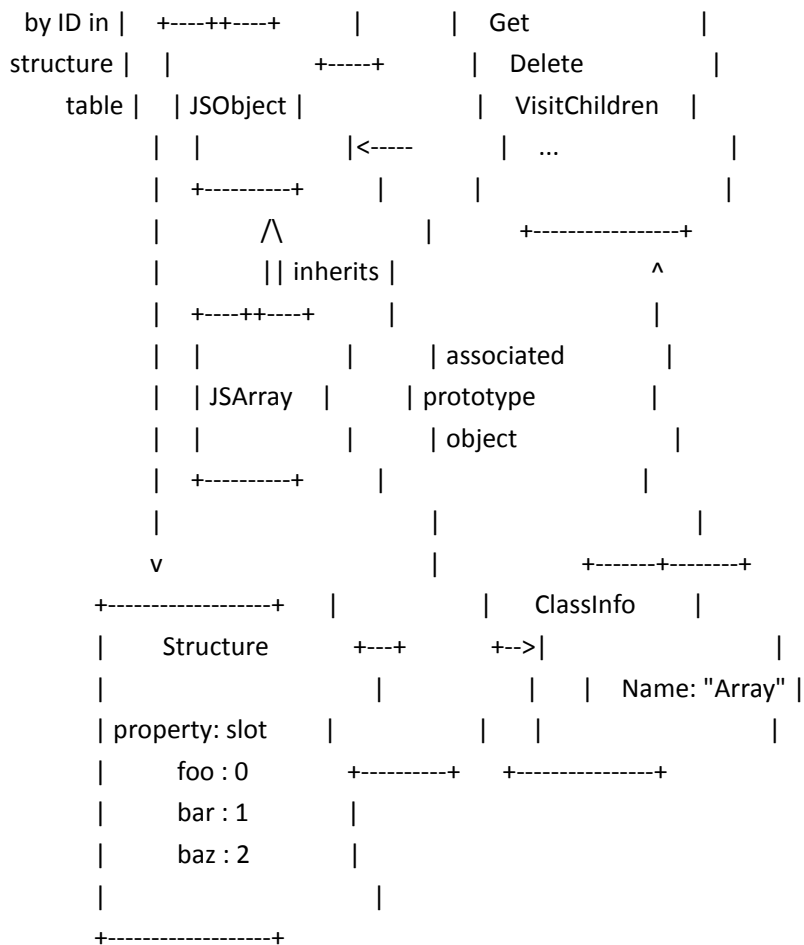 by ID in |    +----++----+          |          |    Get                     |
structure |    |                  +-----+          |    Delete                |
table |    | JSObject |                    |    VisitChildren    |
|    |                  |<-----          |    ...                       |
|    +----------+        |          |                              |
|            /\                  |          +-----------------+
|            || inherits |                              ^
|    +----++----+        |                              |
|    |                |        | associated            |
|    | JSArray    |        | prototype              |
|    |                |        | object                  |
|    +----------+        |                              |
|                              |                              |
v                              |                +-------+--------+
+-------------------+      |                |      ClassInfo        |
|        Structure          +---+          +-->|                            |
|                                |              |      |    Name: "Array" |
| property: slot        |                |      |                            |
|        foo : 0            +----------+      +----------------+
|        bar : 1            |
|        baz : 2            |
|                                |
+-------------------+